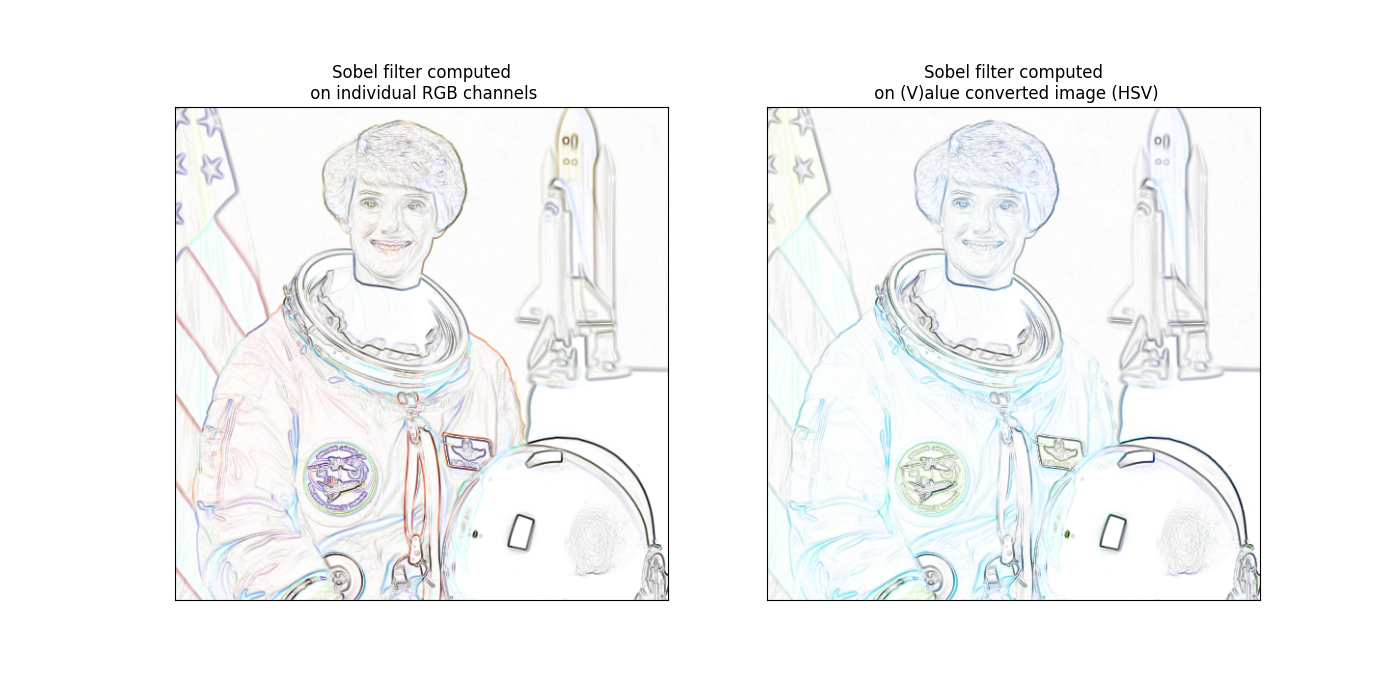 Sobel filter computed
on individual RGB channels
Sobel filter computed
on (V)alue converted image (HSV)